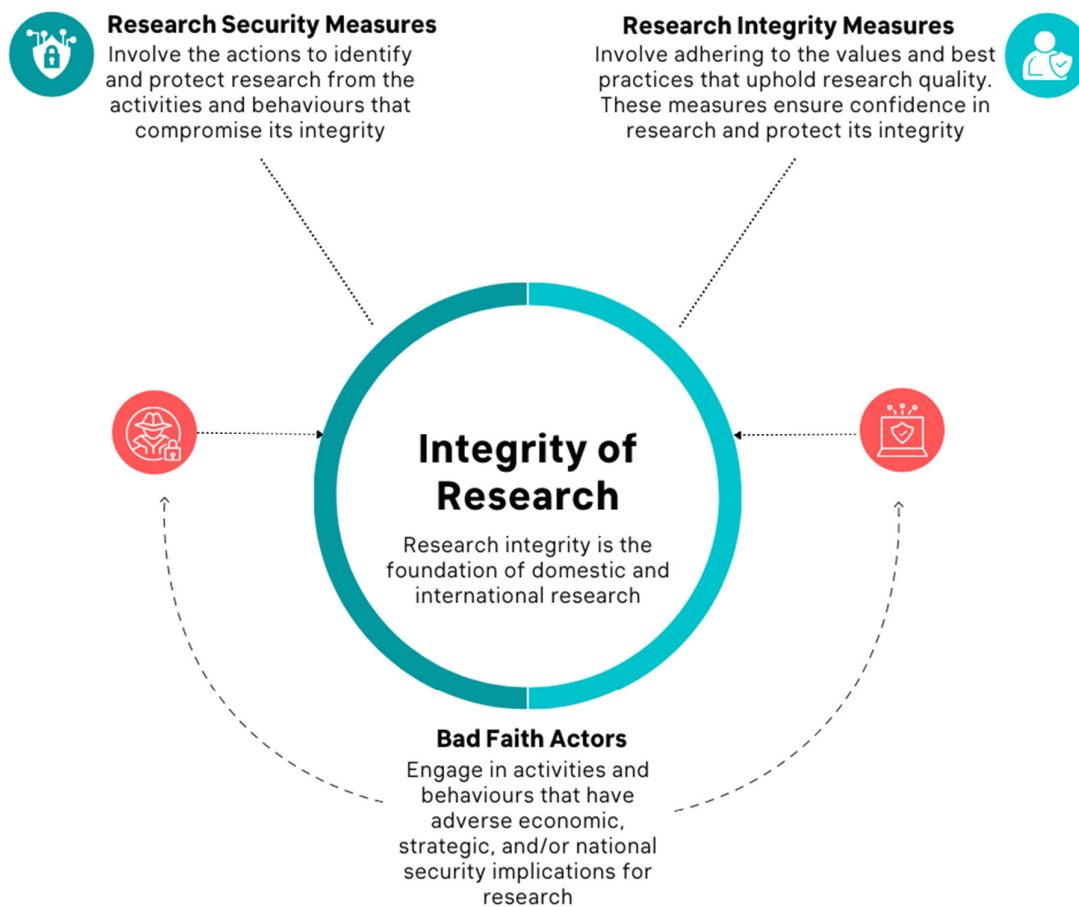 Research Security Measures
Involve the actions to identify
and protect research from the
activities and behaviours that
compromise its integrity
Research Integrity Measures
Involve adhering to the values and best
practices that uphold research quality.
These measures ensure confidence in
research and protect its integrity
Integrity of
Research
Research integrity is the
foundation of domestic and
international research
Bad Faith Actors
Engage in activities and
behaviours that have
adverse economic,
strategic, and/or national
security implications for
research